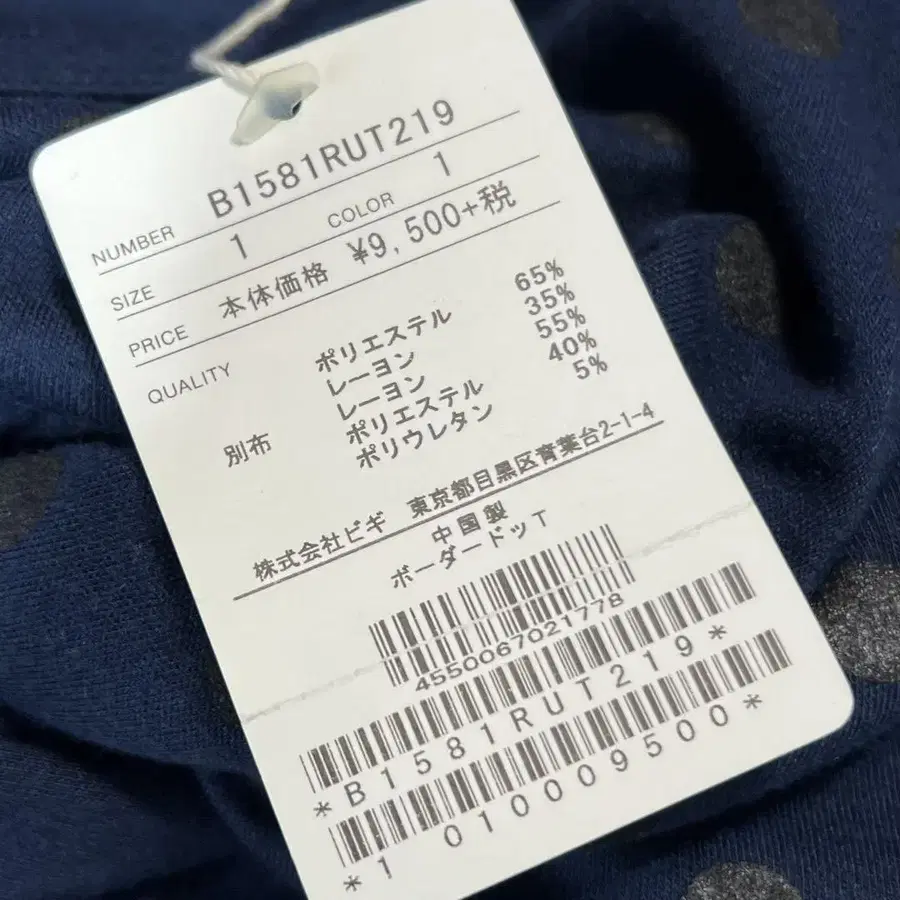 NUMBER B1581RUT219
SIZE 1 COLOR 1
PRICE 本体価格 ¥9,500+税
QUALITY ポリエステル 65%
レーヨン 35%
別布 レーヨン 55%
ポリエステル 40%
ポリウレタン 5%
株式会社ビギ 東京都目黒区青葉台2-1-4
中国製
ボーダードットT
4550067021778
*B1581RUT219*
*1 010009500*